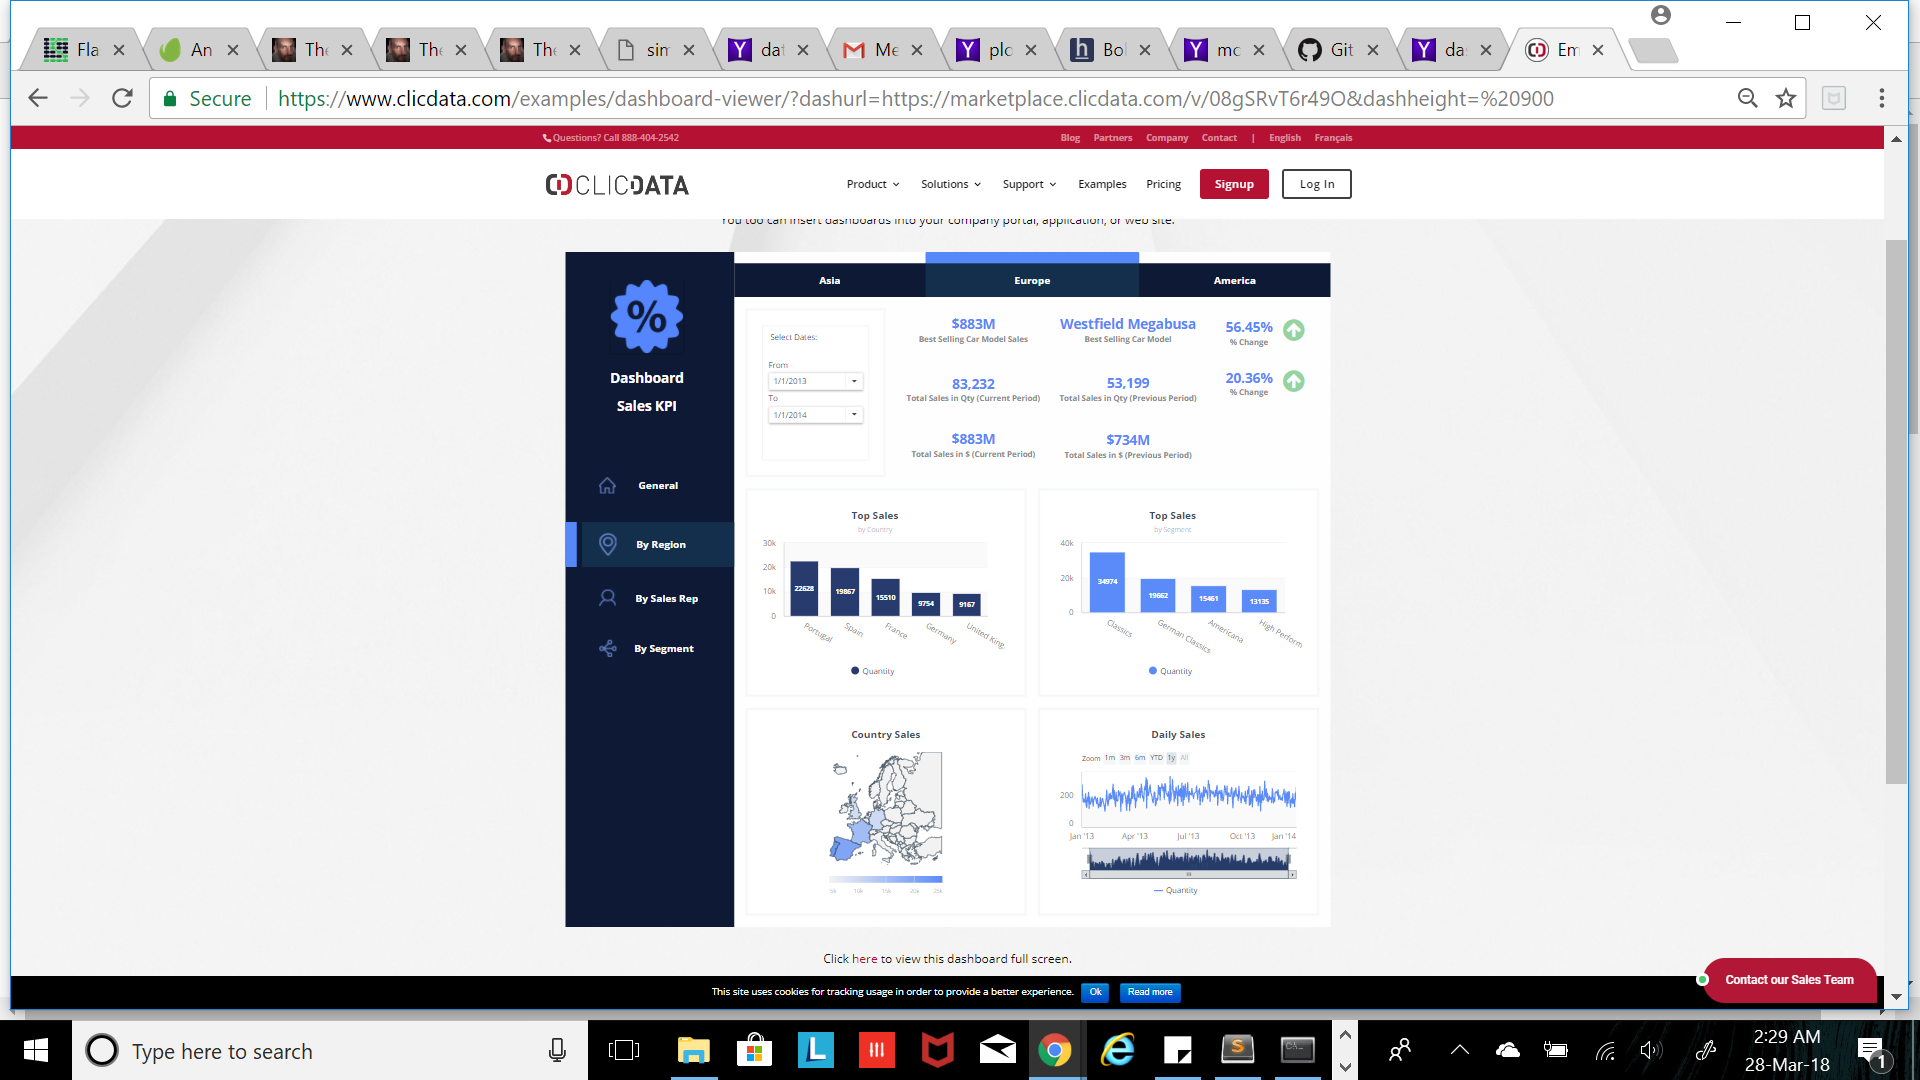 Fla
An
The
The
The
sim
dat
Me
plo
Bol
mc
Git
da
Em
Secure
https://www.clicdata.com/examples/dashboard-viewer/?dashurl=https://marketplace.clicdata.com/v/08gSRvT6r49O&dashheight=%20900
Questions? Call 888-404-2542
Blog Partners Company Contact | English Français
CLICDATA
Product Solutions Support Examples Pricing Signup Log In
You too can insert dashboards into your company portal, application, or web site.
%
Dashboard
Sales KPI
General
By Region
By Sales Rep
By Segment
Asia Europe America
Select Dates:
From
1/1/2013
To
1/1/2014
$883M
Best Selling Car Model Sales
Westfield Megabusa
Best Selling Car Model
56.45%
% Change
83,232
Total Sales in Qty (Current Period)
53,199
Total Sales in Qty (Previous Period)
20.36%
% Change
$883M
Total Sales in $ (Current Period)
$734M
Total Sales in $ (Previous Period)
Top Sales
by Country
30k
20k
10k
0
22628 19867 15510 9754 9167
Portugal Spain France Germany United King.
Quantity
Top Sales
by Segment
40k
20k
0
34974 19662 15461 13135
Classics German Classics Americana High Perform
Quantity
Country Sales
5k 10k 15k 20k 25k
Daily Sales
Zoom 1m 3m 6m YTD 1y All
200
0
Jan '13 Apr '13 Jul '13 Oct '13 Jan '14
Quantity
Click here to view this dashboard full screen.
This site uses cookies for tracking usage in order to provide a better experience. Ok Read more
Contact our Sales Team
Type here to search
2:29 AM
28-Mar-18
1